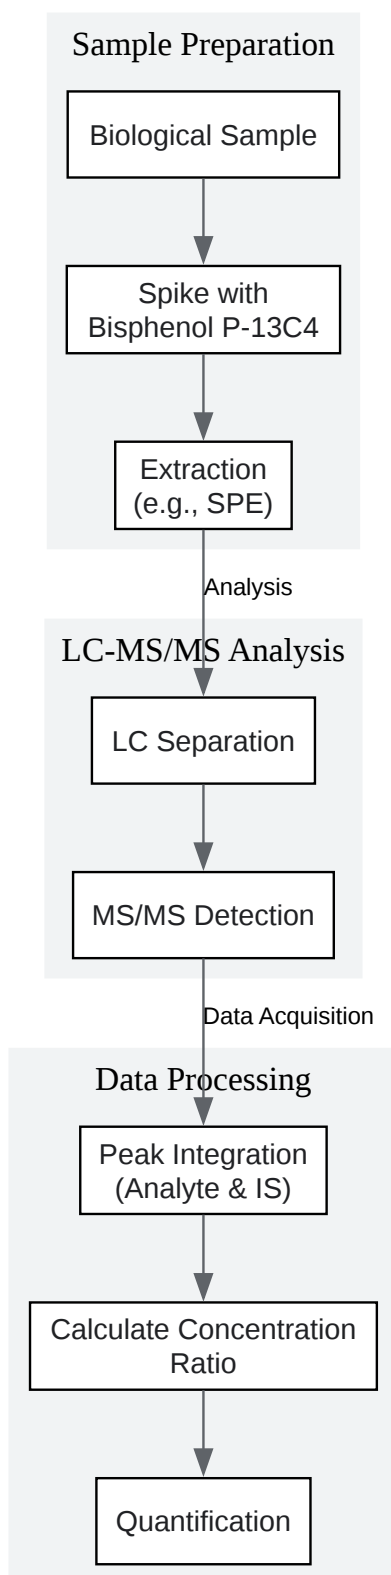 Sample Preparation
Biological Sample
Spike with
Bisphenol P-13C4
Extraction
(e.g., SPE)
Analysis
LC-MS/MS Analysis
LC Separation
MS/MS Detection
Data Acquisition
Data Processing
Peak Integration
(Analyte & IS)
Calculate Concentration
Ratio
Quantification